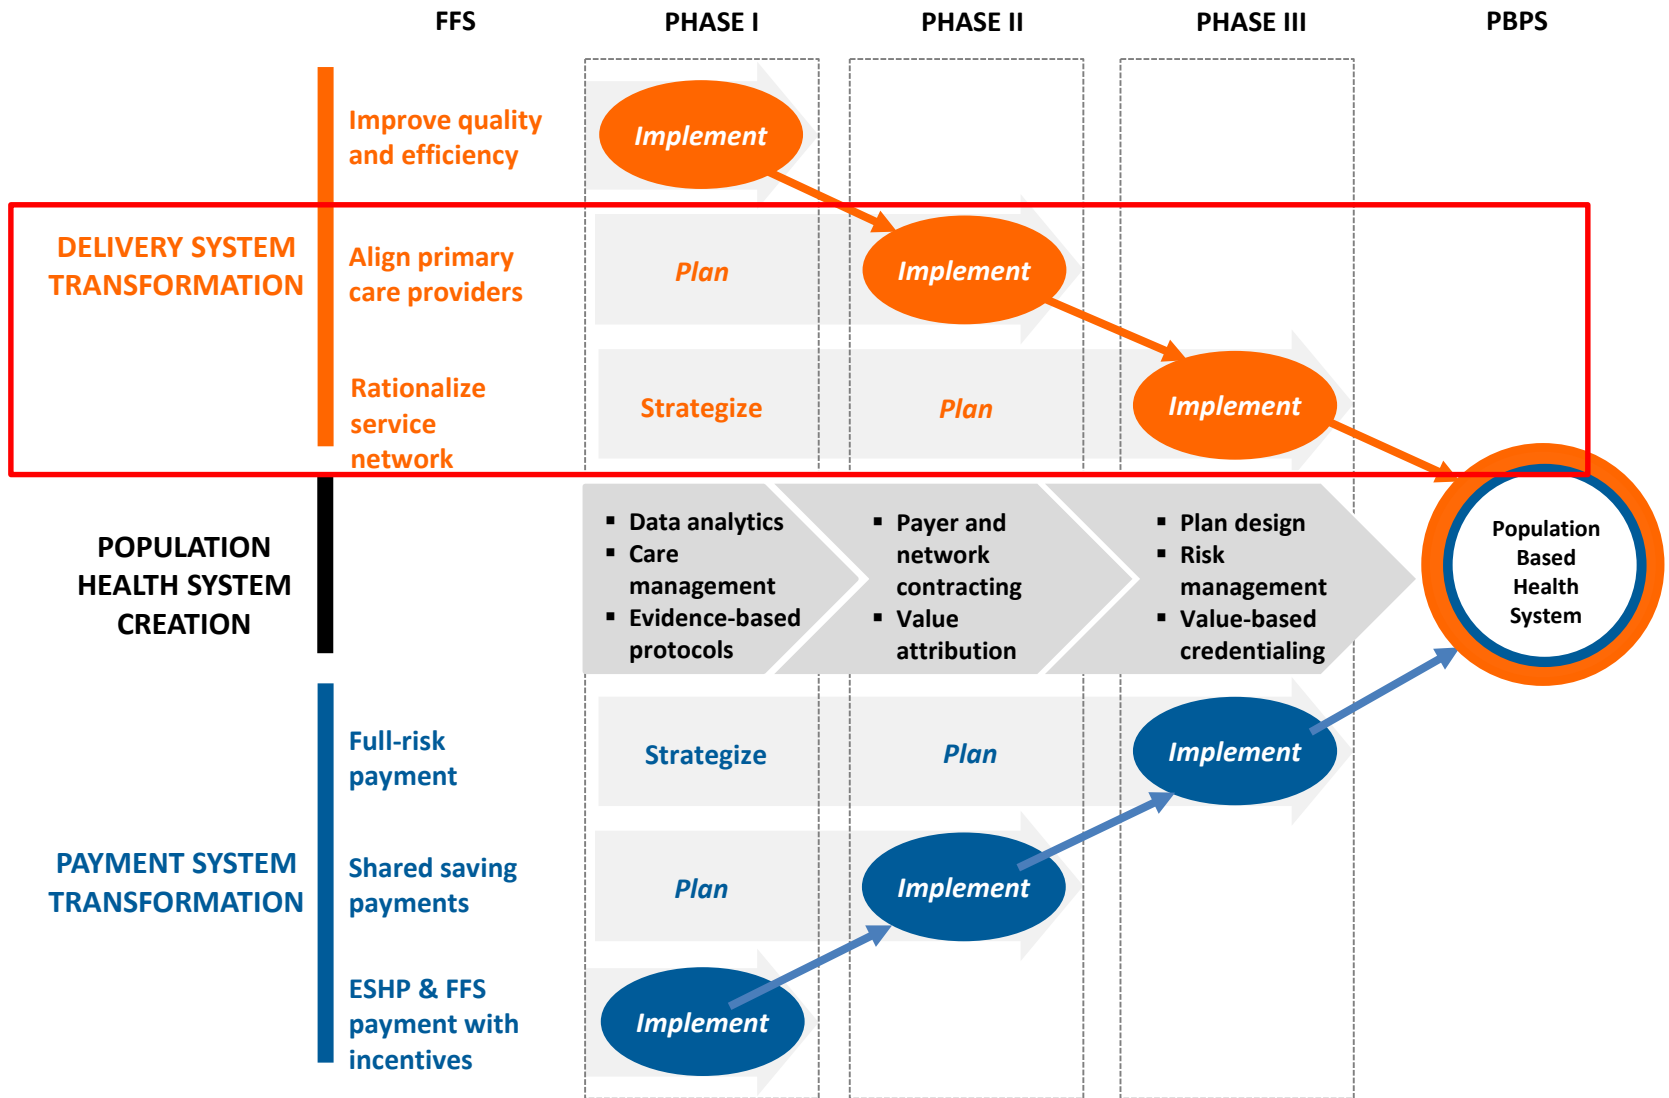 FFS
PHASE I
PHASE II
PHASE III
PBPS
Improve quality
and efficiency
Implement
DELIVERY SYSTEM
TRANSFORMATION
Align primary
care providers
Plan
Implement
Rationalize
service
network
Strategize
Plan
Implement
POPULATION
HEALTH SYSTEM
CREATION
▪ Data analytics
▪ Care
management
▪ Evidence-based
protocols
▪ Payer and
network
contracting
▪ Value
attribution
▪ Plan design
▪ Risk
management
▪ Value-based
credentialing
Population
Based
Health
System
Full-risk
payment
Strategize
Plan
Implement
PAYMENT SYSTEM
TRANSFORMATION
Shared saving
payments
Plan
Implement
ESHP & FFS
payment with
incentives
Implement